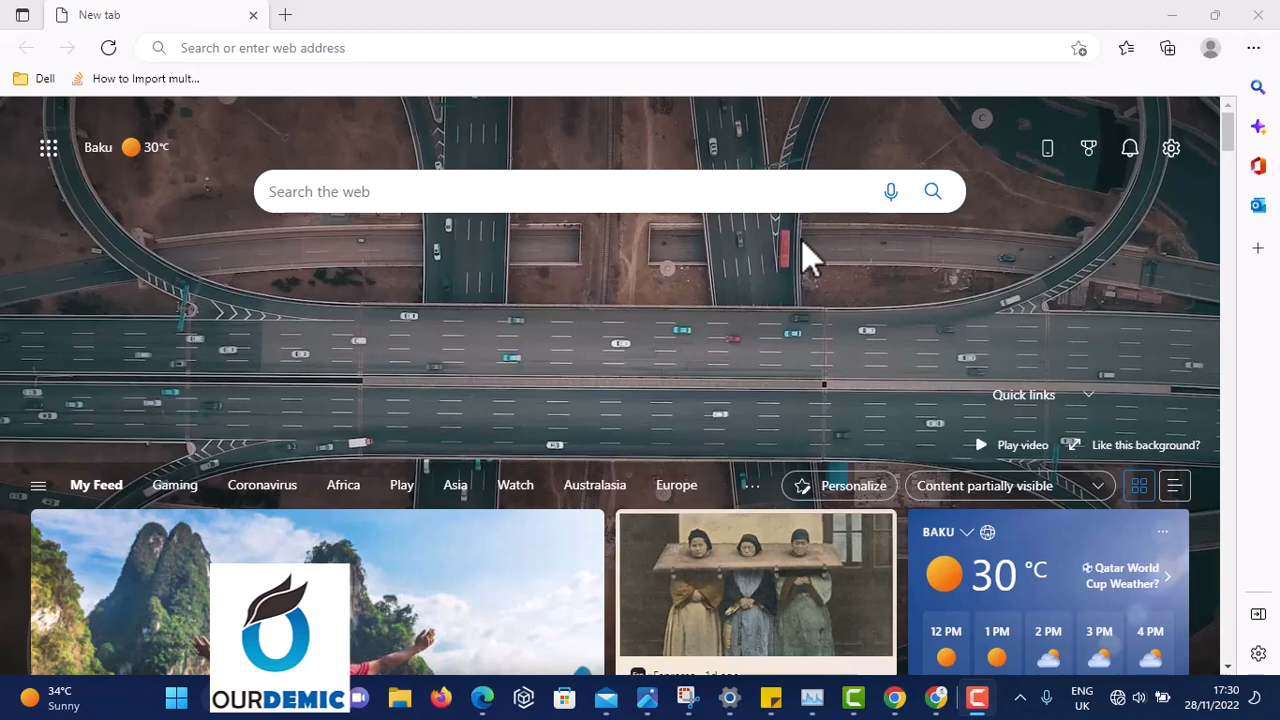 New tab
Search or enter web address
Dell
How to Import mult...
Baku 30°C
Search the web
Quick links
Play video
Like this background?
My Feed
Gaming
Coronavirus
Africa
Play
Asia
Watch
Australasia
Europe
Personalize
Content partially visible
BAKU
30 °C
Qatar World
Cup Weather?
12 PM
1 PM
2 PM
3 PM
4 PM
OURDEMIC
34°C
Sunny
ENG
UK
17:30
28/11/2022